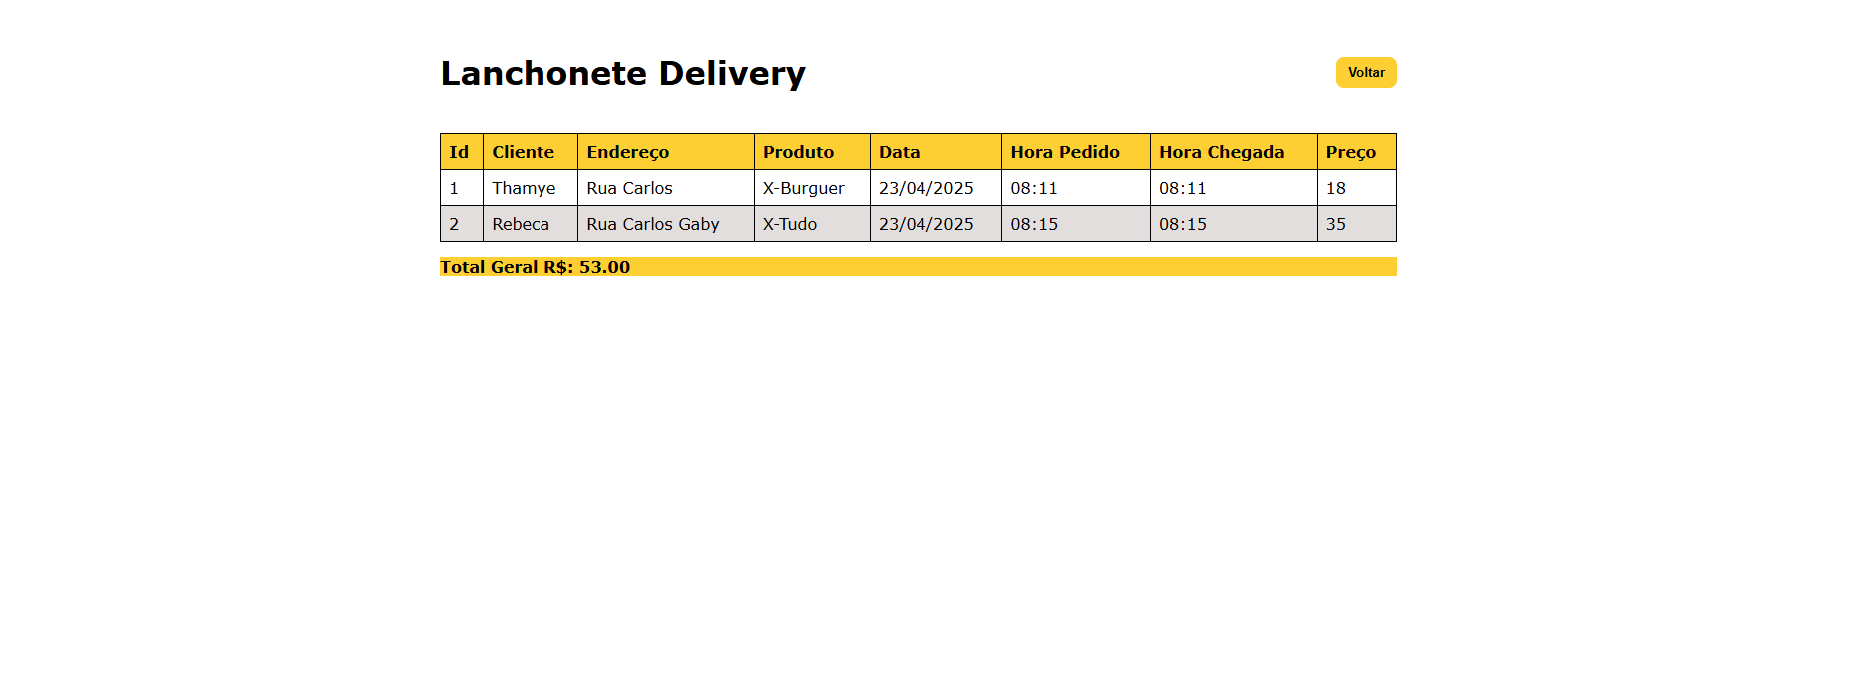 Lanchonete Delivery
Voltar
Id Cliente Endereço Produto Data Hora Pedido Hora Chegada Preço
1 Thamye Rua Carlos X-Burguer 23/04/2025 08:11 08:11 18
2 Rebeca Rua Carlos Gaby X-Tudo 23/04/2025 08:15 08:15 35
Total Geral R$: 53.00